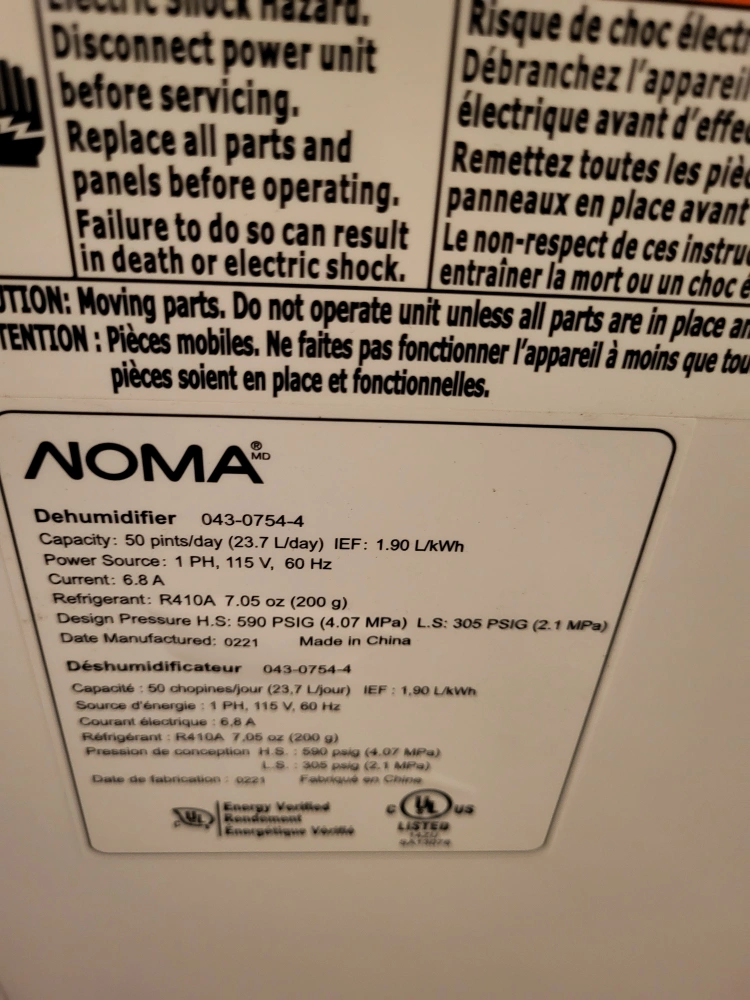 Electric Shock Hazard.
Disconnect power unit
before servicing.
Replace all parts and
panels before operating.
Failure to do so can result
in death or electric shock.
Risque de choc électr
Débranchez l'appareil
électrique avant d'effe
Remettez toutes les piè
panneaux en place avant
Le non-respect de ces instru
entraîner la mort ou un choc é
UTION: Moving parts. Do not operate unit unless all parts are in place an
TENTION : Pièces mobiles. Ne faites pas fonctionner l'appareil à moins que tou
pièces soient en place et fonctionnelles.
NOMA® MD
Dehumidifier 043-0754-4
Capacity: 50 pints/day (23.7 L/day) IEF: 1.90 L/kWh
Power Source: 1 PH, 115 V, 60 Hz
Current: 6.8 A
Refrigerant: R410A 7.05 oz (200 g)
Design Pressure H.S: 590 PSIG (4.07 MPa) L.S: 305 PSIG (2.1 MPa)
Date Manufactured: 0221 Made in China
Déshumidificateur 043-0754-4
Capacité : 50 chopines/jour (23,7 L/jour) IEF : 1,90 L/kWh
Source d'énergie : 1 PH, 115 V, 60 Hz
Courant électrique : 6,8 A
Réfrigérant : R410A 7,05 oz (200 g)
Pression de conception H.S. : 590 psig (4.07 MPa)
L.S. : 305 psig (2.1 MPa)
Date de fabrication : 0221 Fabriqué en Chine
UL Energy Verified
Rendement
Énergétique Vérifié
C UL US
LISTED